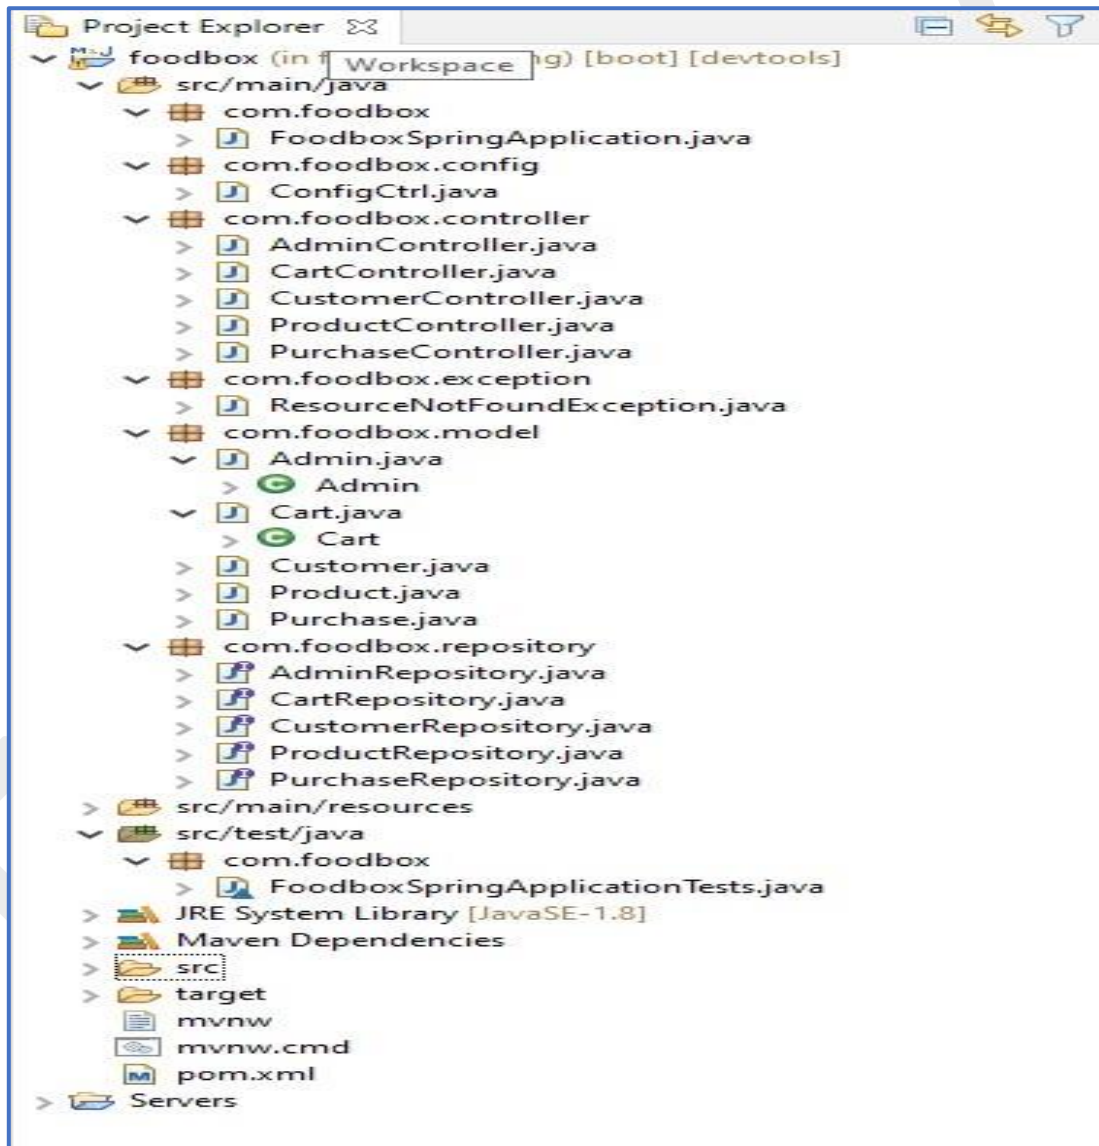 Project Explorer
foodbox (in f g) [boot] [devtools]
Workspace
src/main/java
com.foodbox
FoodboxSpringApplication.java
com.foodbox.config
ConfigCtrl.java
com.foodbox.controller
AdminController.java
CartController.java
CustomerController.java
ProductController.java
PurchaseController.java
com.foodbox.exception
ResourceNotFoundException.java
com.foodbox.model
Admin.java
Admin
Cart.java
Cart
Customer.java
Product.java
Purchase.java
com.foodbox.repository
AdminRepository.java
CartRepository.java
CustomerRepository.java
ProductRepository.java
PurchaseRepository.java
src/main/resources
src/test/java
com.foodbox
FoodboxSpringApplicationTests.java
JRE System Library [JavaSE-1.8]
Maven Dependencies
src
target
mvnw
mvnw.cmd
pom.xml
Servers